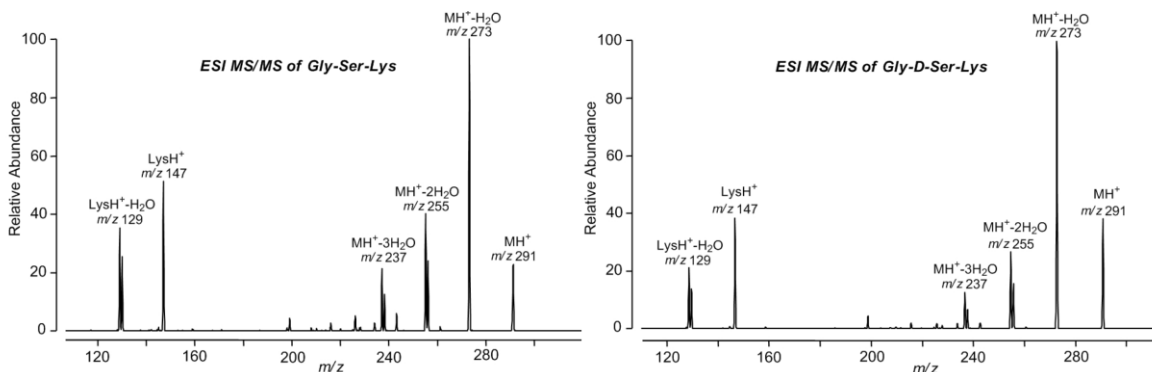 MH⁺-H₂O
m/z 273
100
ESI MS/MS of Gly-Ser-Lys
80
Relative Abundance
60
LysH⁺
m/z 147
LysH⁺-H₂O
m/z 129
MH⁺-2H₂O
m/z 255
40
MH⁺-3H₂O
m/z 237
MH⁺
m/z 291
20
0
120 160 200 240 280
m/z
MH⁺-H₂O
m/z 273
100
ESI MS/MS of Gly-D-Ser-Lys
80
Relative Abundance
60
LysH⁺
m/z 147
MH⁺
m/z 291
40
LysH⁺-H₂O
m/z 129
MH⁺-2H₂O
m/z 255
MH⁺-3H₂O
m/z 237
20
0
120 160 200 240 280
m/z